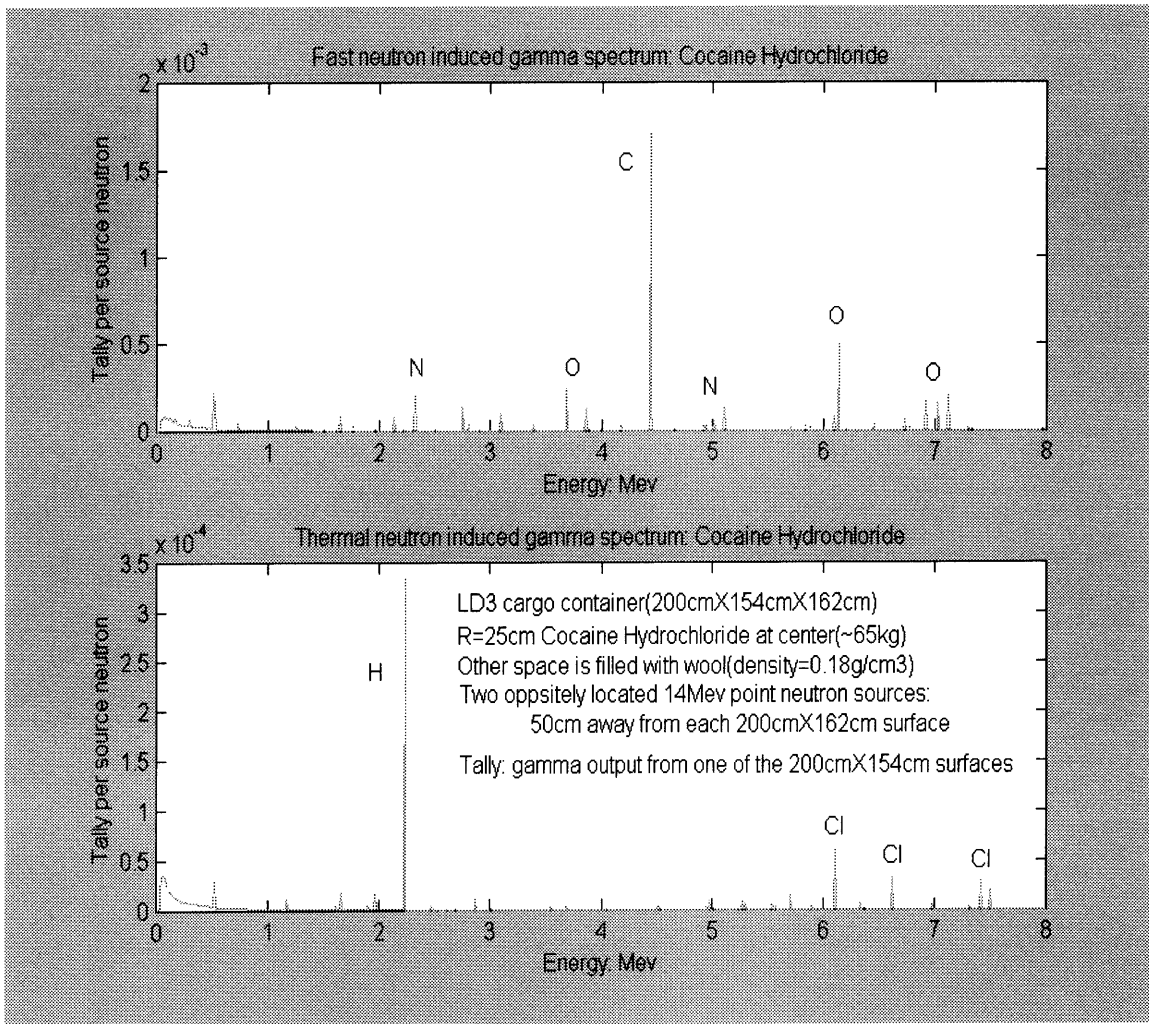 x 10-3
Fast neutron induced gamma spectrum: Cocaine Hydrochloride
2
1.5
1
0.5
0
Tally per source neutron
C
O
N
O
N
O
0 1 2 3 4 5 6 7 8
Energy: Mev
x 10-4
Thermal neutron induced gamma spectrum: Cocaine Hydrochloride
3.5
3
2.5
2
1.5
1
0.5
0
Tally per source neutron
LD3 cargo container(200cmX154cmX162cm)
R=25cm Cocaine Hydrochloride at center(~65kg)
Other space is filled with wool(density=0.18g/cm3)
Two oppsitely located 14Mev point neutron sources:
50cm away from each 200cmX162cm surface
Tally: gamma output from one of the 200cmX154cm surfaces
H
Cl
Cl
Cl
0 1 2 3 4 5 6 7 8
Energy: Mev